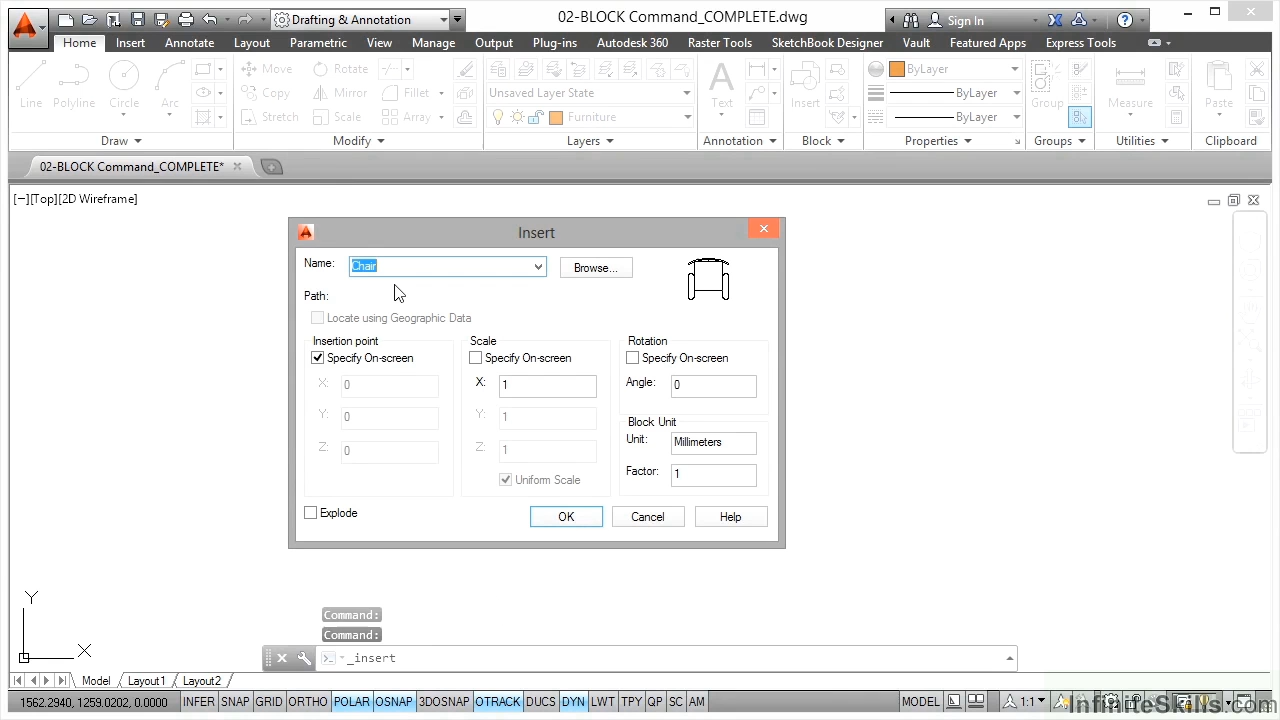 Drafting & Annotation
02-BLOCK Command_COMPLETE.dwg
Sign In
Home Insert Annotate Layout Parametric View Manage Output Plug-ins Autodesk 360 Raster Tools SketchBook Designer Vault Featured Apps Express Tools
Move Rotate Unsaved Layer State ByLayer
Copy Mirror Fillet Furniture ByLayer
Stretch Scale Array ByLayer
Line Polyline Circle Arc Text Insert Group Measure Paste
Draw Modify Layers Annotation Block Properties Groups Utilities Clipboard
02-BLOCK Command_COMPLETE*
[−][Top][2D Wireframe]
Insert
Name: Chair Browse...
Path:
Locate using Geographic Data
Insertion point Scale Rotation
Specify On-screen Specify On-screen Specify On-screen
X: 0 X: 1 Angle: 0
Y: 0 Y: 1
Block Unit
Unit: Millimeters
Z: 0 Z: 1
Factor: 1
Uniform Scale
Explode OK Cancel Help
Y
X
Command:
Command:
_insert
Model Layout1 Layout2
1562.2940, 1259.0202, 0.0000 INFER SNAP GRID ORTHO POLAR OSNAP 3DOSNAP OTRACK DUCS DYN LWT TPY QP SC AM MODEL 1:1
InfiniteSkills.com